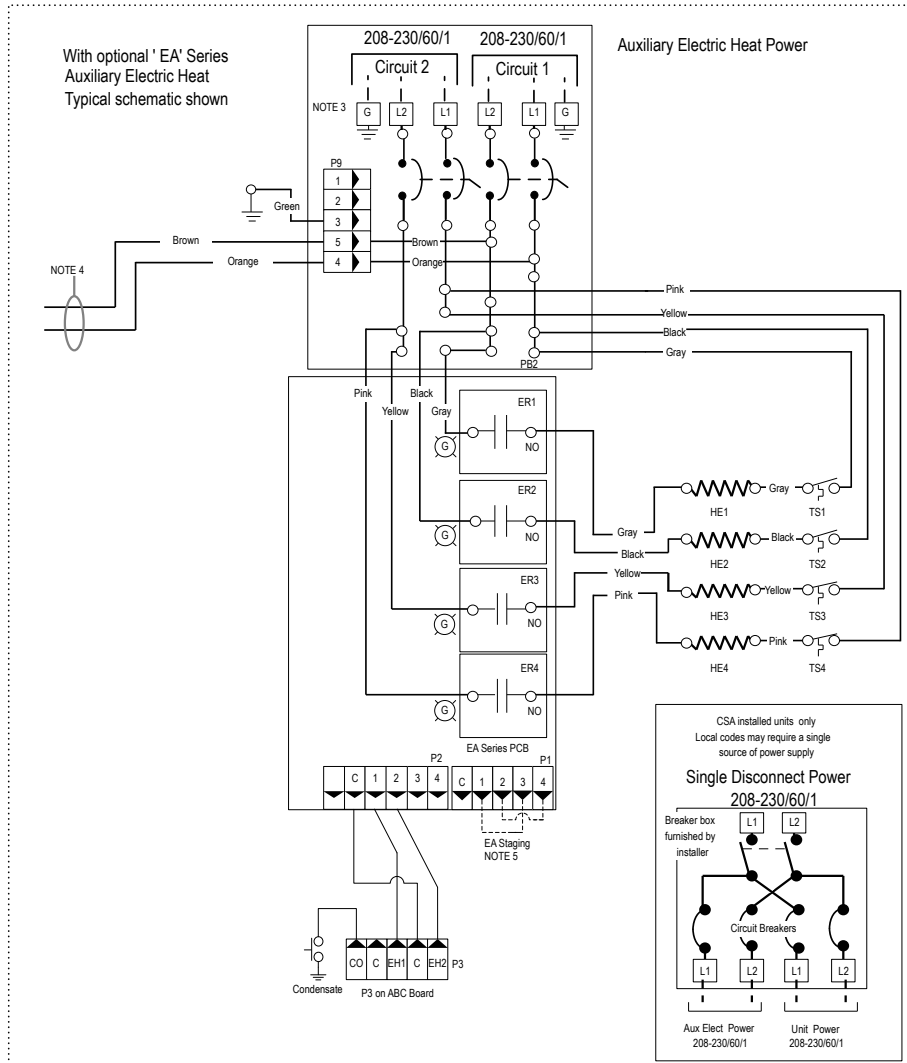 With optional ' EA' Series
Auxiliary Electric Heat
Typical schematic shown
208-230/60/1
208-230/60/1
Circuit 2
Circuit 1
Auxiliary Electric Heat Power
NOTE 3
G
L2
L1
L2
L1
G
P9
1
2
3
5
4
Green
Brown
Orange
Brown
Orange
NOTE 4
Pink
Yellow
Black
Gray
PB2
Pink
Yellow
Black
Gray
ER1
G
NO
ER2
G
NO
ER3
G
NO
ER4
G
NO
EA Series PCB
Gray
Black
Yellow
Pink
Gray
HE1
TS1
Black
HE2
TS2
Yellow
HE3
TS3
Pink
HE4
TS4
P2
C
1
2
3
4
P1
C
1
2
3
4
EA Staging
NOTE 5
CO
C
EH1
C
EH2
P3
Condensate
P3 on ABC Board
CSA installed units only
Local codes may require a single
source of power supply
Single Disconnect Power
208-230/60/1
Breaker box
furnished by
installer
L1
L2
Circuit Breakers
L1
L2
L1
L2
Aux Elect Power
208-230/60/1
Unit Power
208-230/60/1